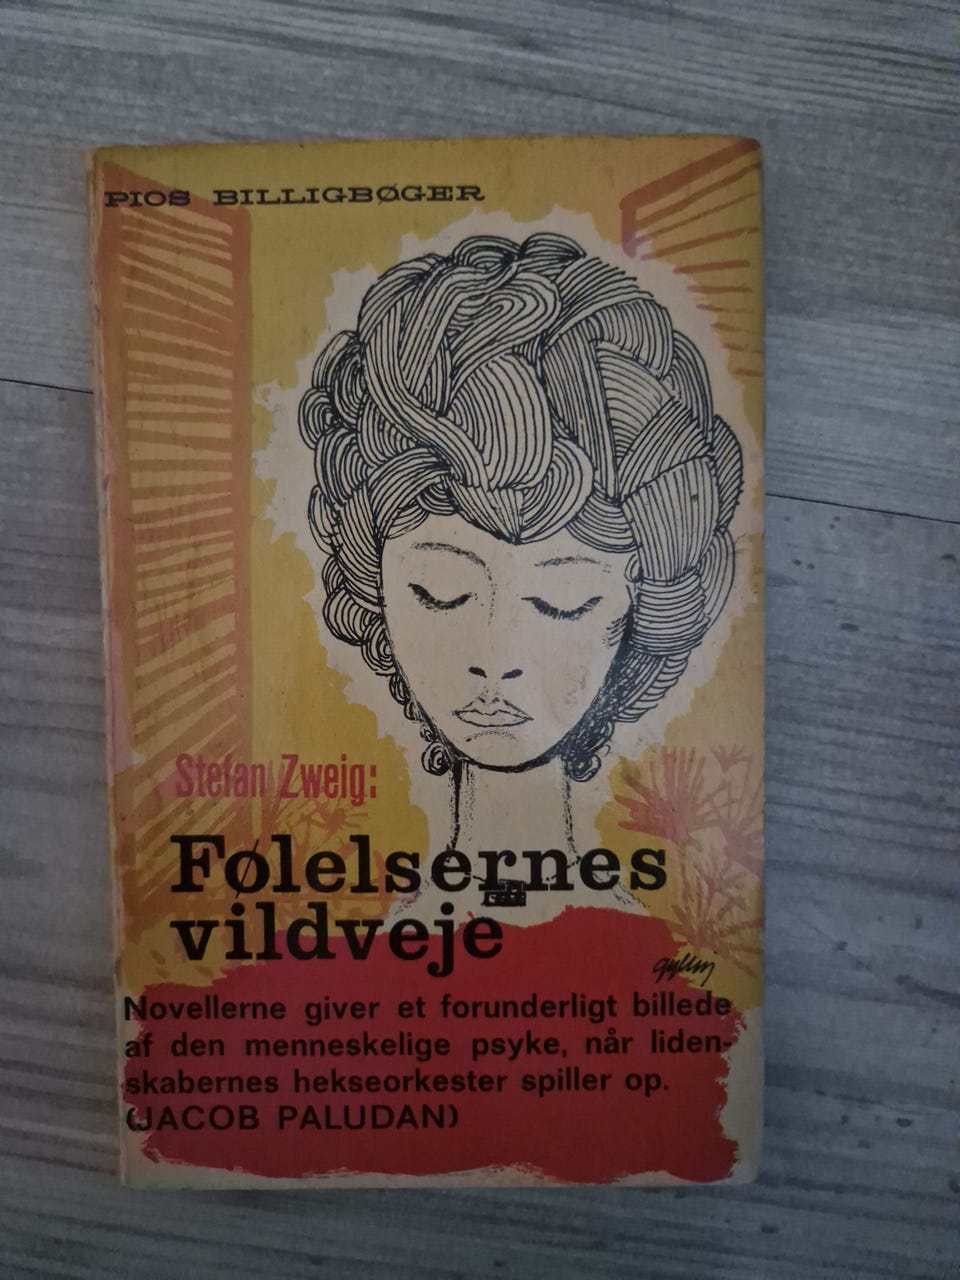 PIOS BILLIGBØGER
Stefan Zweig:
Følelsernes
vildveje
Novellerne giver et forunderligt billede
af den menneskelige psyke, når liden-
skabernes hekseorkester spiller op.
(JACOB PALUDAN)